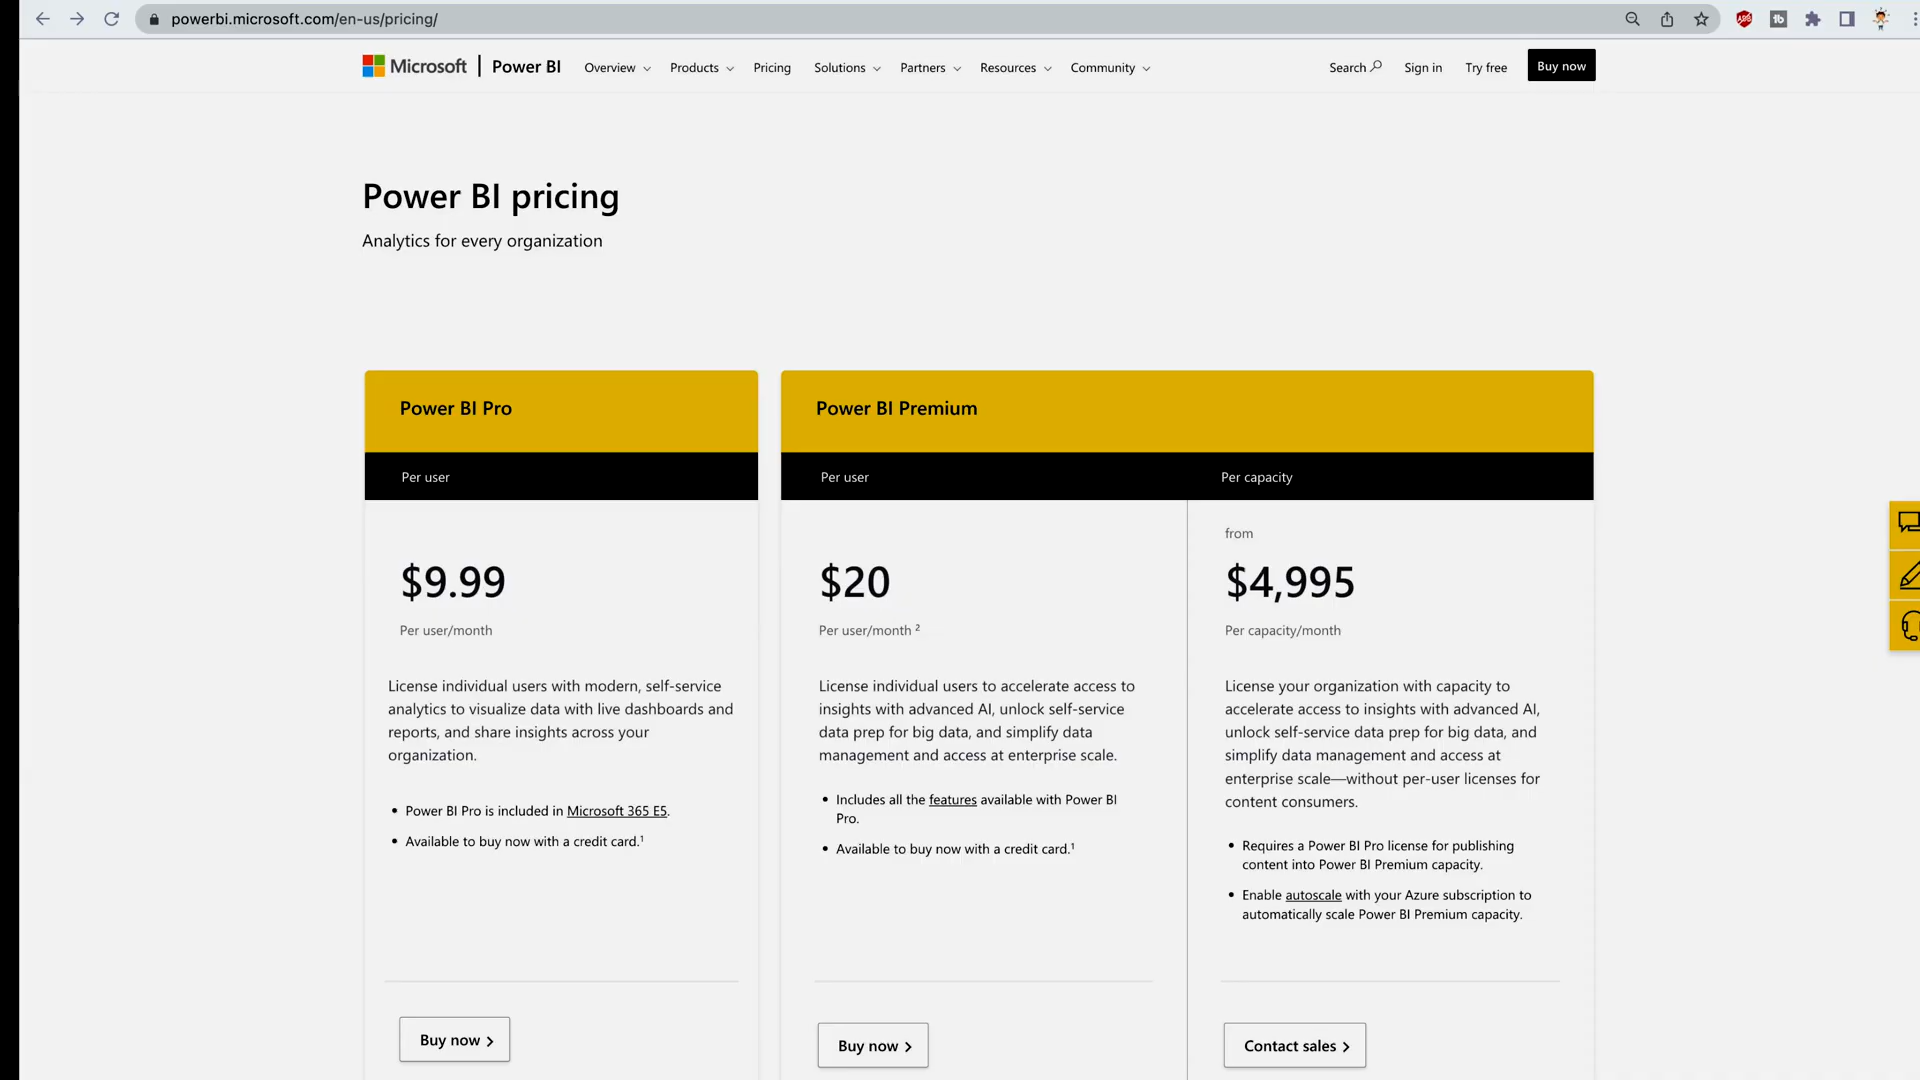 powerbi.microsoft.com/en-us/pricing/
Microsoft | Power BI Overview Products Pricing Solutions Partners Resources Community Search Sign in Try free Buy now
Power BI pricing
Analytics for every organization
Power BI Pro
Per user
$9.99
Per user/month
License individual users with modern, self-service
analytics to visualize data with live dashboards and
reports, and share insights across your
organization.
• Power BI Pro is included in Microsoft 365 E5.
• Available to buy now with a credit card.¹
Buy now
Power BI Premium
Per user
$20
Per user/month ²
License individual users to accelerate access to
insights with advanced AI, unlock self-service
data prep for big data, and simplify data
management and access at enterprise scale.
• Includes all the features available with Power BI
Pro.
• Available to buy now with a credit card.¹
Buy now
Per capacity
from
$4,995
Per capacity/month
License your organization with capacity to
accelerate access to insights with advanced AI,
unlock self-service data prep for big data, and
simplify data management and access at
enterprise scale—without per-user licenses for
content consumers.
• Requires a Power BI Pro license for publishing
content into Power BI Premium capacity.
• Enable autoscale with your Azure subscription to
automatically scale Power BI Premium capacity.
Contact sales